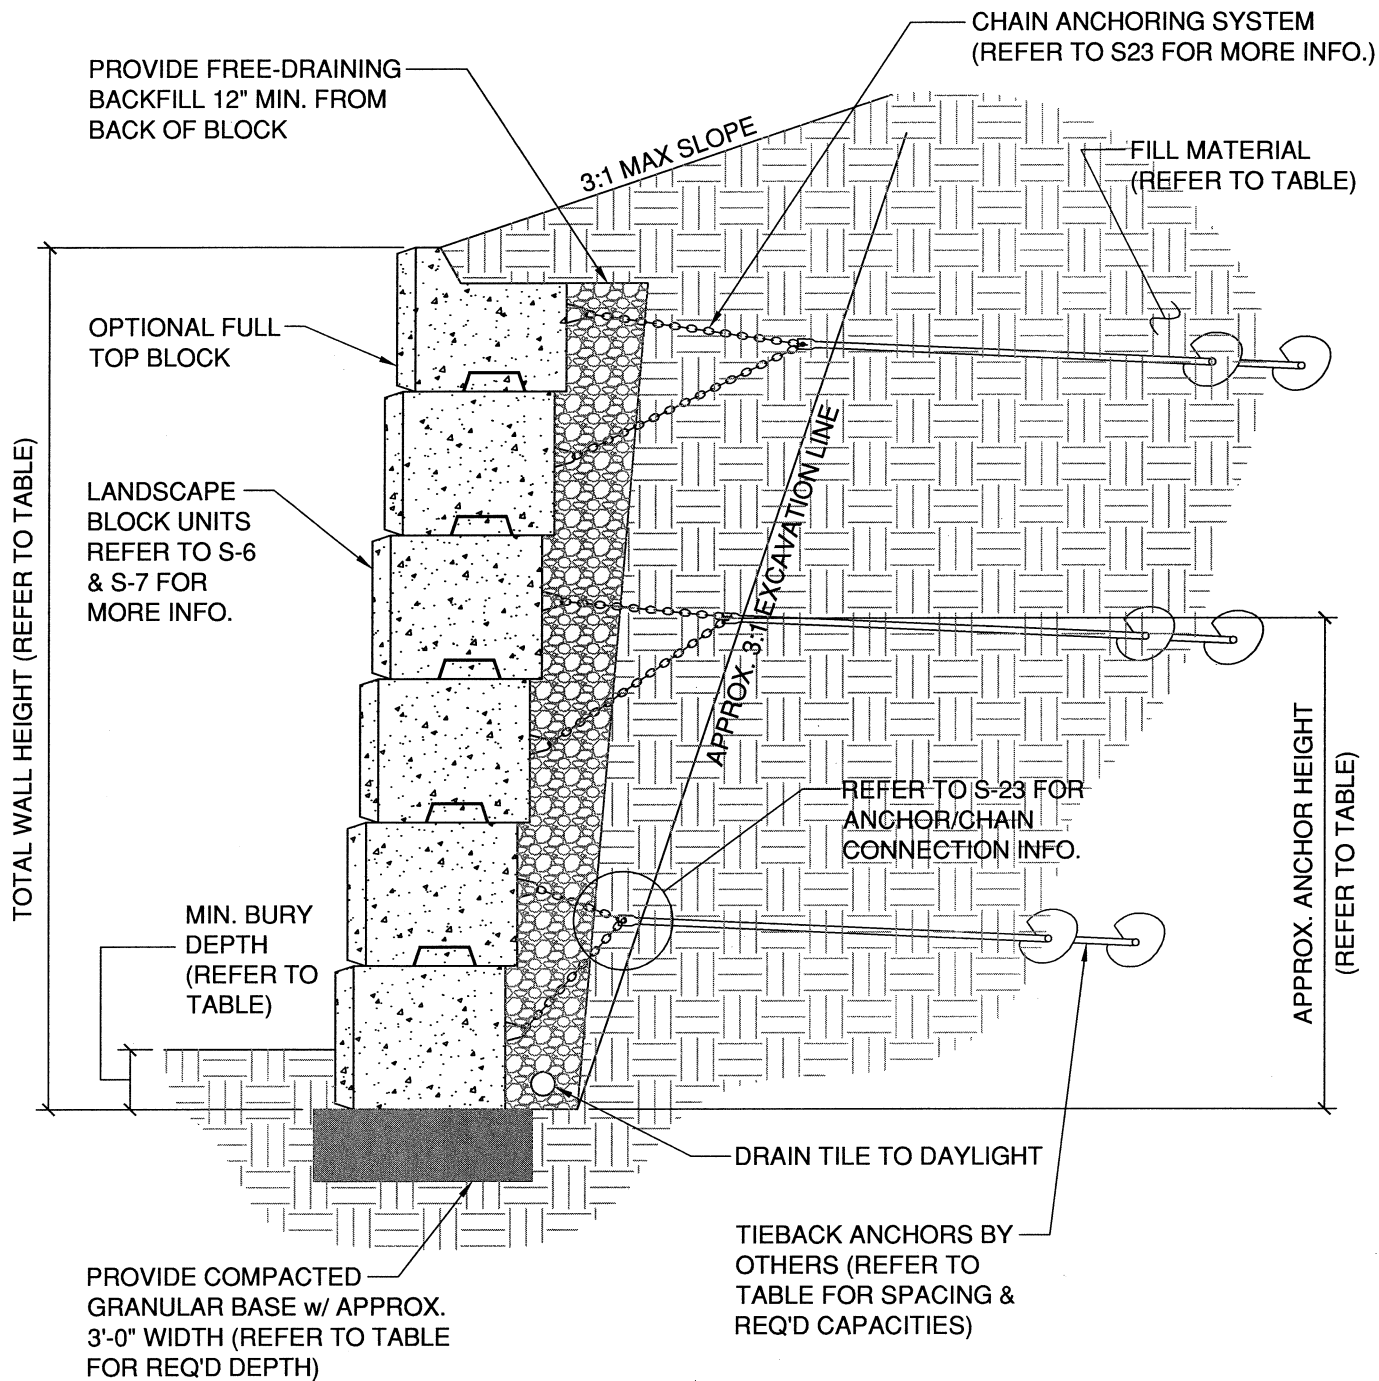 CHAIN ANCHORING SYSTEM
(REFER TO S23 FOR MORE INFO.)
PROVIDE FREE-DRAINING
BACKFILL 12" MIN. FROM
BACK OF BLOCK
3:1 MAX SLOPE
FILL MATERIAL
(REFER TO TABLE)
OPTIONAL FULL
TOP BLOCK
TOTAL WALL HEIGHT (REFER TO TABLE)
LANDSCAPE
BLOCK UNITS
REFER TO S-6
& S-7 FOR
MORE INFO.
APPROX. 3:1 EXCAVATION LINE
REFER TO S-23 FOR
ANCHOR/CHAIN
CONNECTION INFO.
APPROX. ANCHOR HEIGHT
(REFER TO TABLE)
MIN. BURY
DEPTH
(REFER TO
TABLE)
DRAIN TILE TO DAYLIGHT
TIEBACK ANCHORS BY
OTHERS (REFER TO
TABLE FOR SPACING &
REQ'D CAPACITIES)
PROVIDE COMPACTED
GRANULAR BASE w/ APPROX.
3'-0" WIDTH (REFER TO TABLE
FOR REQ'D DEPTH)